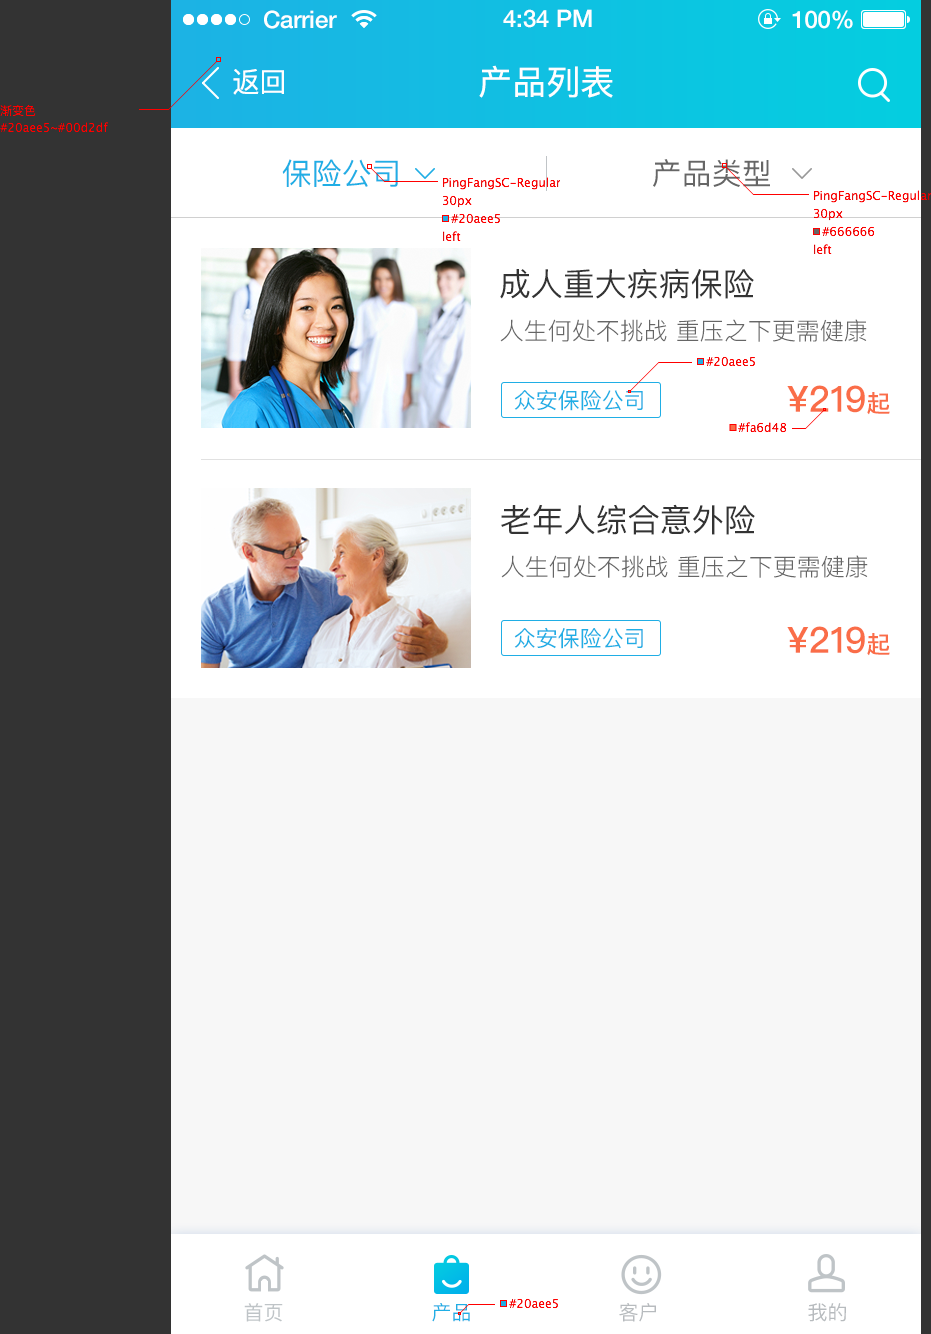 Carrier
4:34 PM
100%
返回
产品列表
渐变色
#20aee5~#00d2df
保险公司
产品类型
PingFangSC-Regular
30px
#20aee5
left
PingFangSC-Regular
30px
#666666
left
成人重大疾病保险
人生何处不挑战 重压之下更需健康
#20aee5
众安保险公司
¥219起
#fa6d48
老年人综合意外险
人生何处不挑战 重压之下更需健康
众安保险公司
¥219起
#20aee5
首页
产品
客户
我的